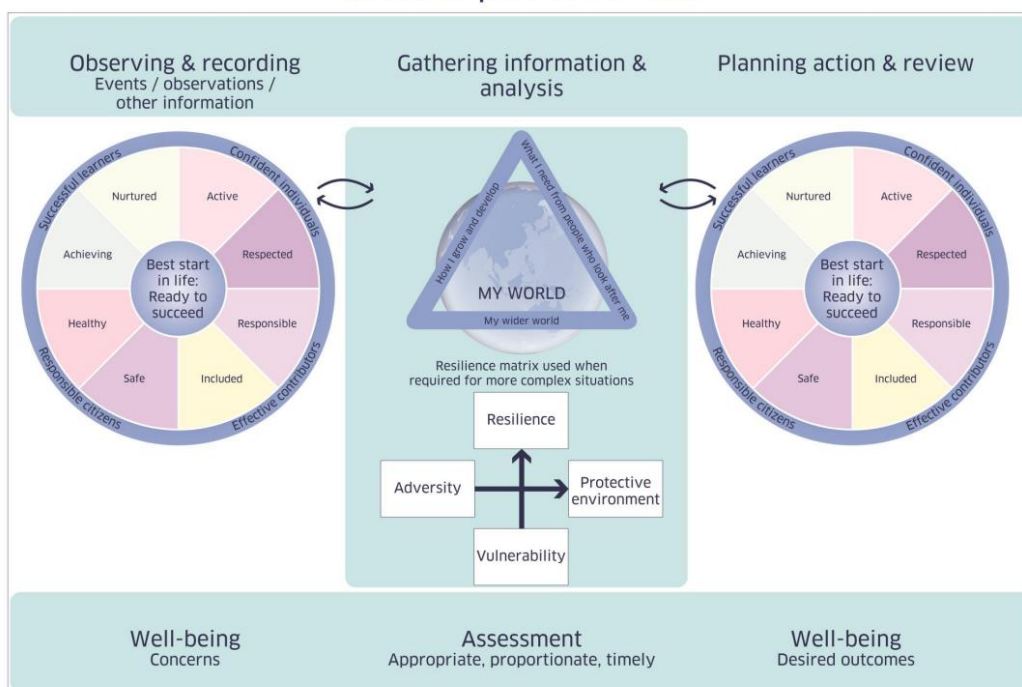 Observing & recording
Events / observations /
other information
Gathering information &
analysis
Planning action & review
Successful learners
Confident individuals
Nurtured
Active
Achieving
Respected
Best start
in life:
Ready to
succeed
Healthy
Responsible
Safe
Included
Responsible citizens
Effective contributors
How I grow and develop
What I need from people who look after me
MY WORLD
My wider world
Resilience matrix used when
required for more complex situations
Resilience
Adversity
Protective
environment
Vulnerability
Successful learners
Confident individuals
Nurtured
Active
Achieving
Respected
Best start
in life:
Ready to
succeed
Healthy
Responsible
Safe
Included
Responsible citizens
Effective contributors
Well-being
Concerns
Assessment
Appropriate, proportionate, timely
Well-being
Desired outcomes